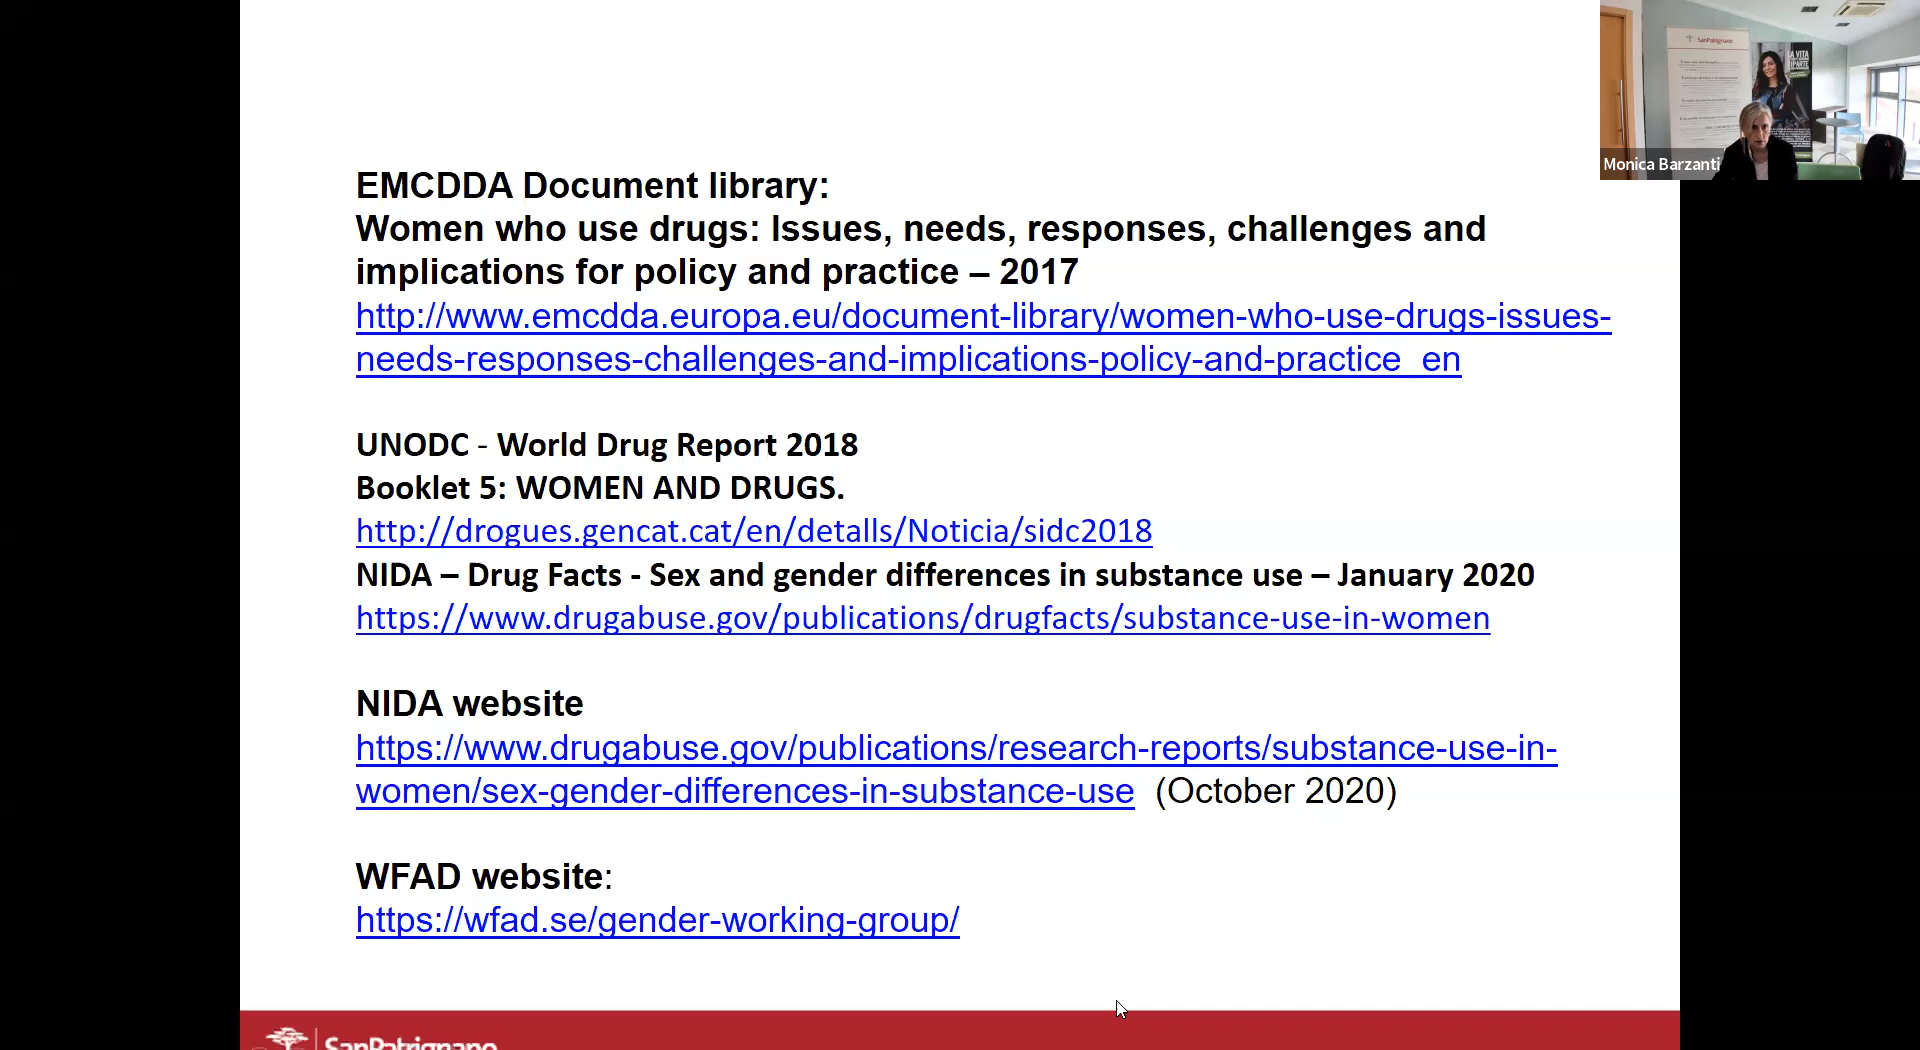 EMCDDA Document library:
Women who use drugs: Issues, needs, responses, challenges and
implications for policy and practice – 2017
http://www.emcdda.europa.eu/document-library/women-who-use-drugs-issues-
needs-responses-challenges-and-implications-policy-and-practice_en
UNODC - World Drug Report 2018
Booklet 5: WOMEN AND DRUGS.
http://drogues.gencat.cat/en/detalls/Noticia/sidc2018
NIDA – Drug Facts - Sex and gender differences in substance use – January 2020
https://www.drugabuse.gov/publications/drugfacts/substance-use-in-women
NIDA website
https://www.drugabuse.gov/publications/research-reports/substance-use-in-
women/sex-gender-differences-in-substance-use (October 2020)
WFAD website:
https://wfad.se/gender-working-group/
SanPatrignano
SanPatrignano
LA VITA
Monica Barzanti